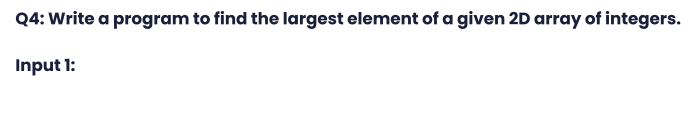 Q4: Write a program to find the largest element of a given 2D array of integers.
Input 1: